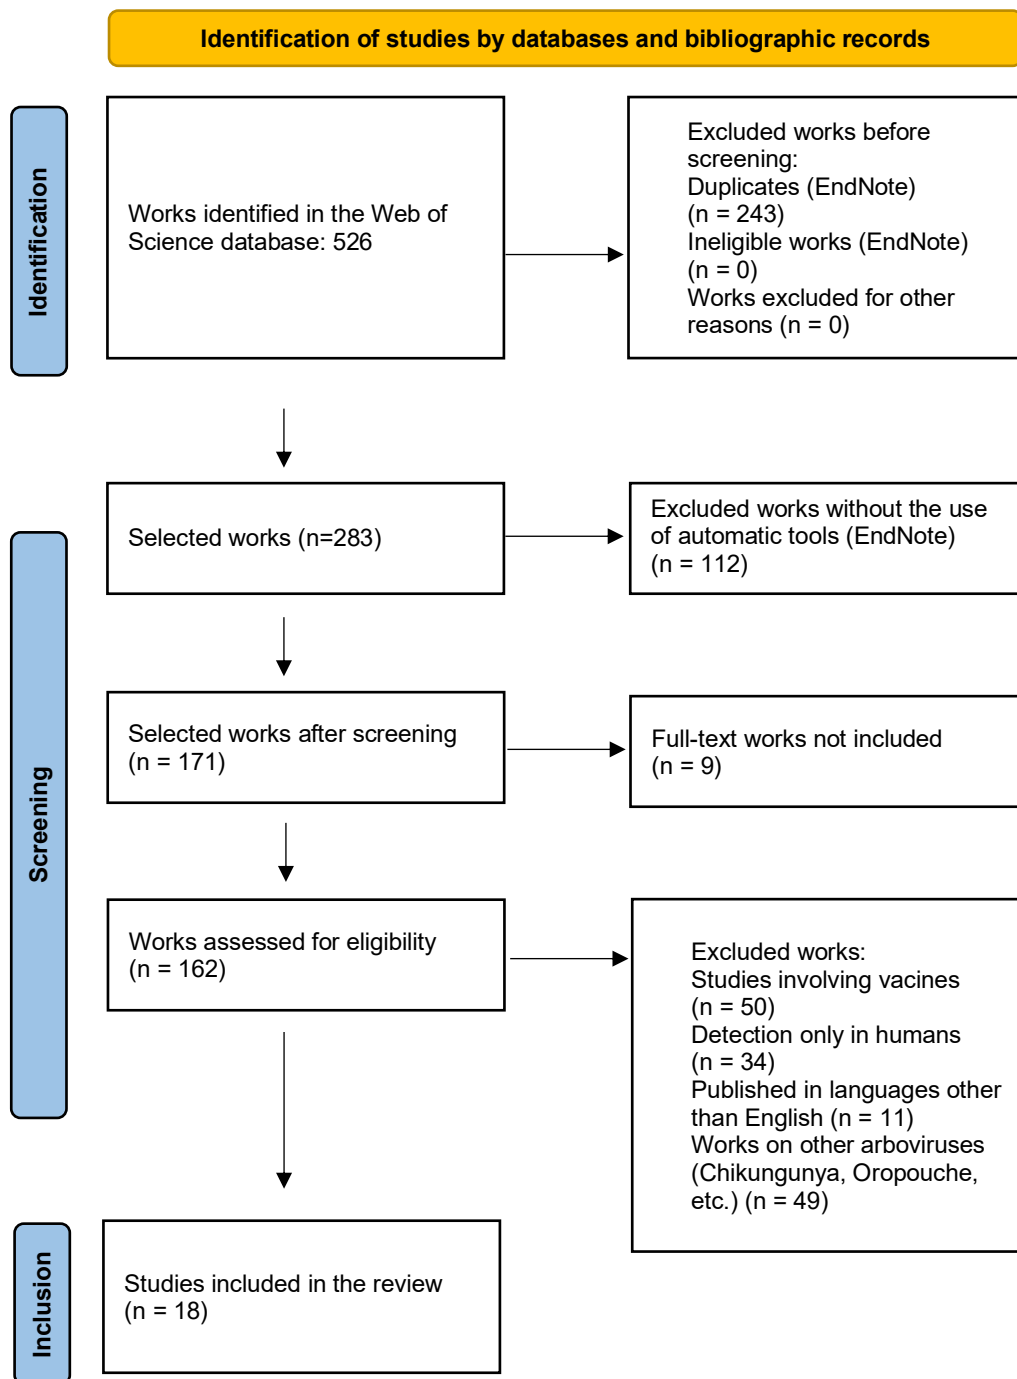 Identification of studies by databases and bibliographic records
Identification
Works identified in the Web of
Science database: 526
Excluded works before
screening:
Duplicates (EndNote)
(n = 243)
Ineligible works (EndNote)
(n = 0)
Works excluded for other
reasons (n = 0)
Screening
Selected works (n=283)
Excluded works without the use
of automatic tools (EndNote)
(n = 112)
Selected works after screening
(n = 171)
Full-text works not included
(n = 9)
Works assessed for eligibility
(n = 162)
Excluded works:
Studies involving vacines
(n = 50)
Detection only in humans
(n = 34)
Published in languages other
than English (n = 11)
Works on other arboviruses
(Chikungunya, Oropouche,
etc.) (n = 49)
Inclusion
Studies included in the review
(n = 18)